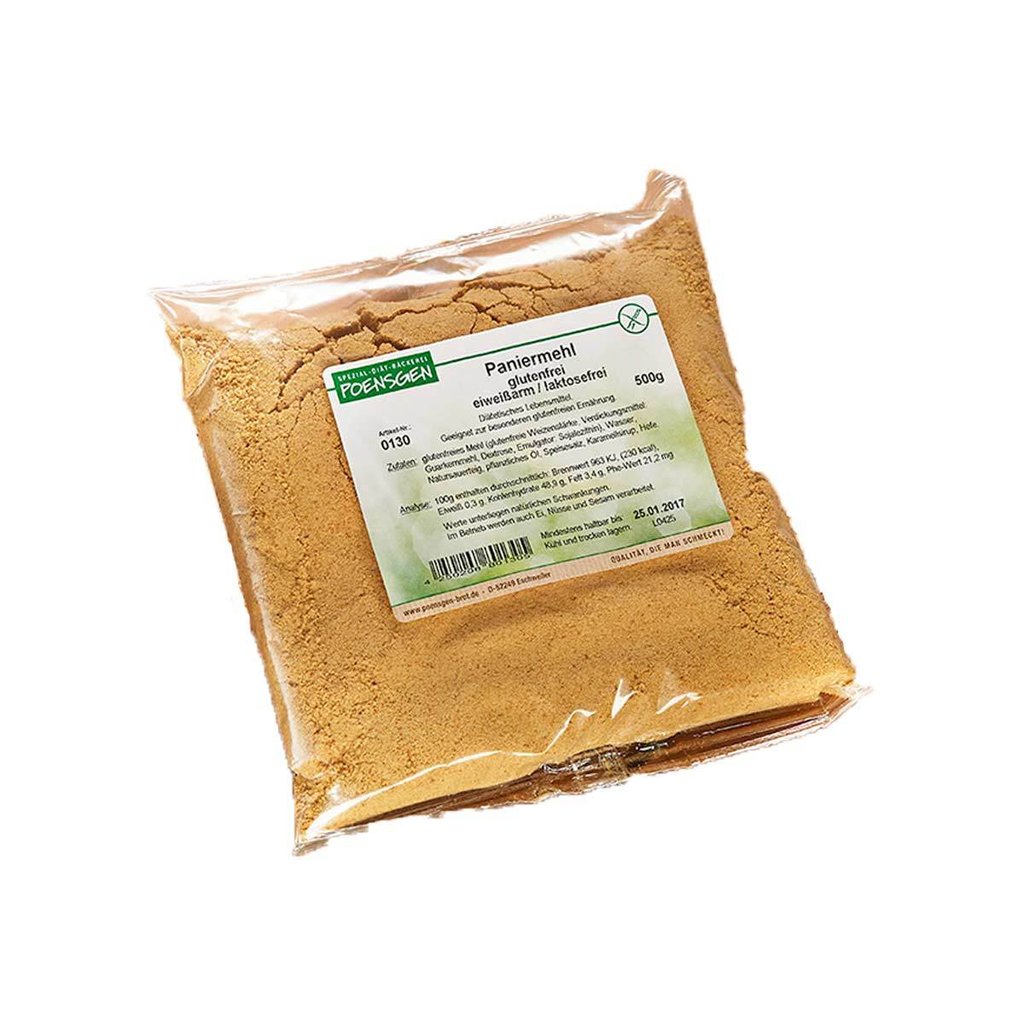 SPEZIAL-DIÄT-BÄCKEREI
POENSGEN
Paniermehl
glutenfrei
eiweißarm / laktosefrei
500g
Diätetisches Lebensmittel.
Geeignet zur besonderen glutenfreien Ernährung.
Artikel-Nr.:
0130
Zutaten: glutenfreies Mehl (glutenfreie Weizenstärke, Verdickungsmittel:
Guarkernmehl, Dextrose, Emulgator: Sojalezithin), Wasser,
Natursauerteig, pflanzliches Öl, Speisesalz, Karamellsirup, Hefe.
Analyse: 100g enthalten durchschnittlich: Brennwert 963 KJ, (230 kcal),
Eiweiß 0,3 g, Kohlenhydrate 48,9 g, Fett 3,4 g, Phe-Wert 21,2 mg
Werte unterliegen natürlichen Schwankungen.
Im Betrieb werden auch Ei, Nüsse und Sesam verarbeitet.
Mindestens haltbar bis: 25.01.2017
Kühl und trocken lagern. L0425
QUALITÄT, DIE MAN SCHMECKT!
www.poensgen-brot.de - D-52249 Eschweiler